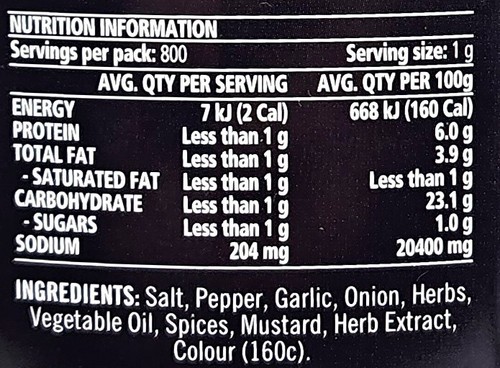 NUTRITION INFORMATION
Servings per pack: 800 Serving size: 1 g
AVG. QTY PER SERVING AVG. QTY PER 100g
ENERGY 7 kJ (2 Cal) 668 kJ (160 Cal)
PROTEIN Less than 1 g 6.0 g
TOTAL FAT Less than 1 g 3.9 g
- SATURATED FAT Less than 1 g Less than 1 g
CARBOHYDRATE Less than 1 g 23.1 g
- SUGARS Less than 1 g 1.0 g
SODIUM 204 mg 20400 mg
INGREDIENTS: Salt, Pepper, Garlic, Onion, Herbs,
Vegetable Oil, Spices, Mustard, Herb Extract,
Colour (160c).